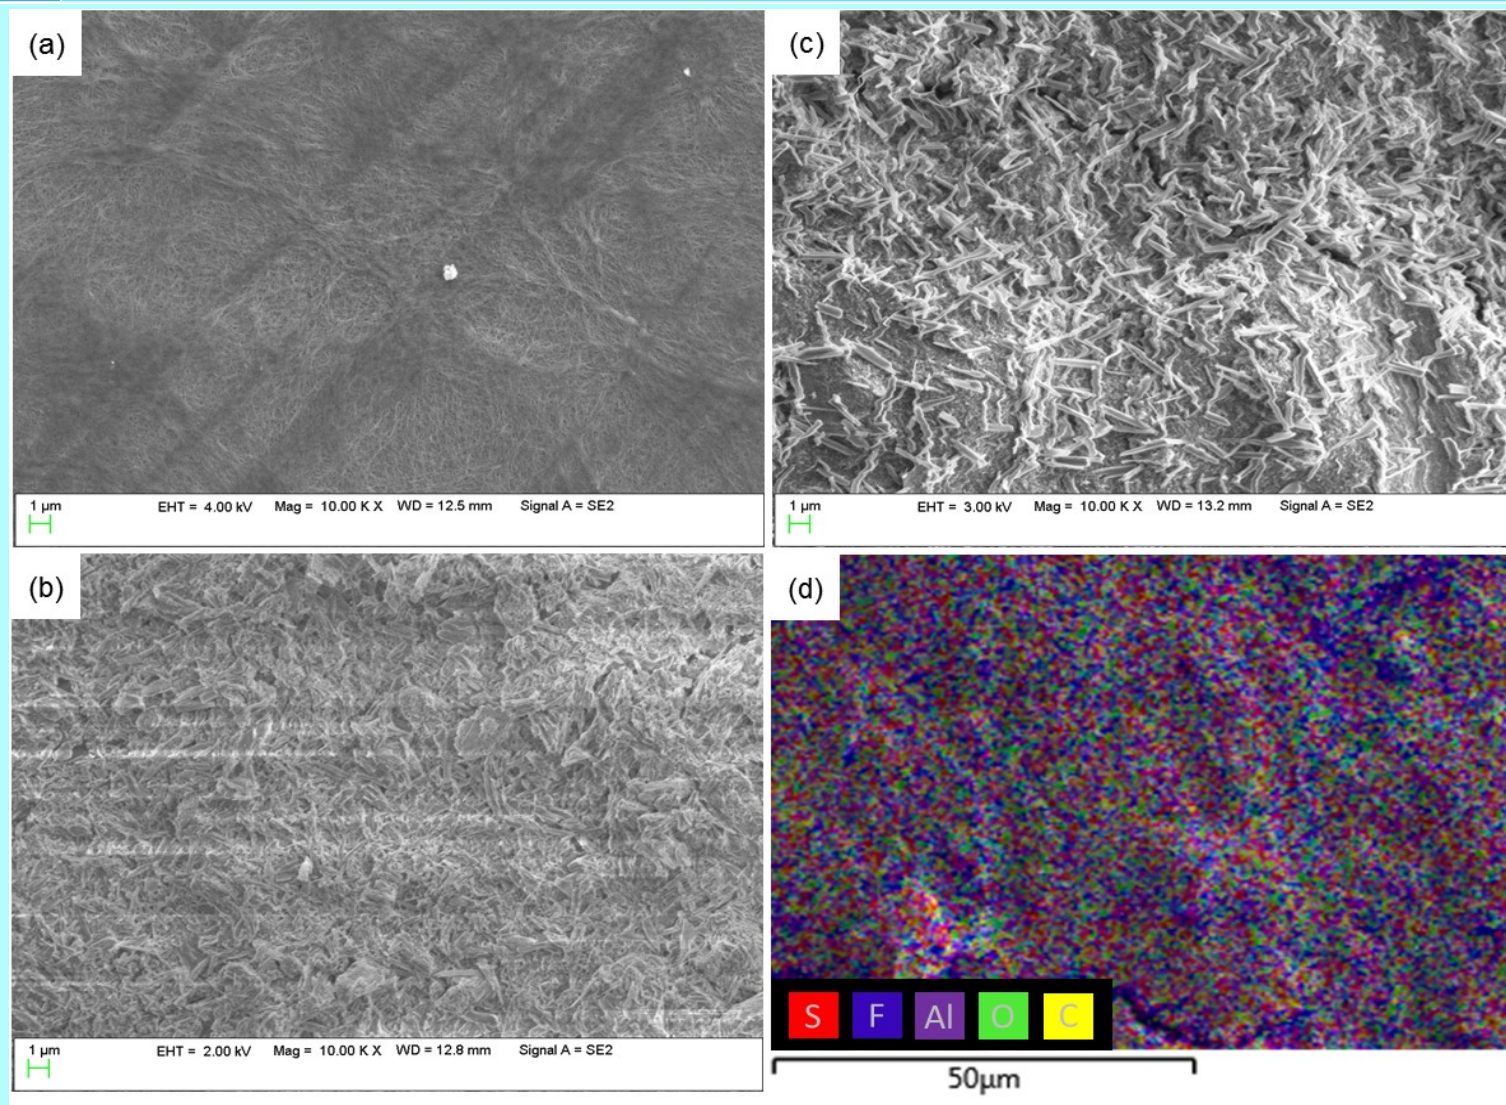 (a)
1 µm EHT = 4.00 kV Mag = 10.00 K X WD = 12.5 mm Signal A = SE2
(c)
1 µm EHT = 3.00 kV Mag = 10.00 K X WD = 13.2 mm Signal A = SE2
(b)
1 µm EHT = 2.00 kV Mag = 10.00 K X WD = 12.8 mm Signal A = SE2
(d)
S F Al O C
50µm